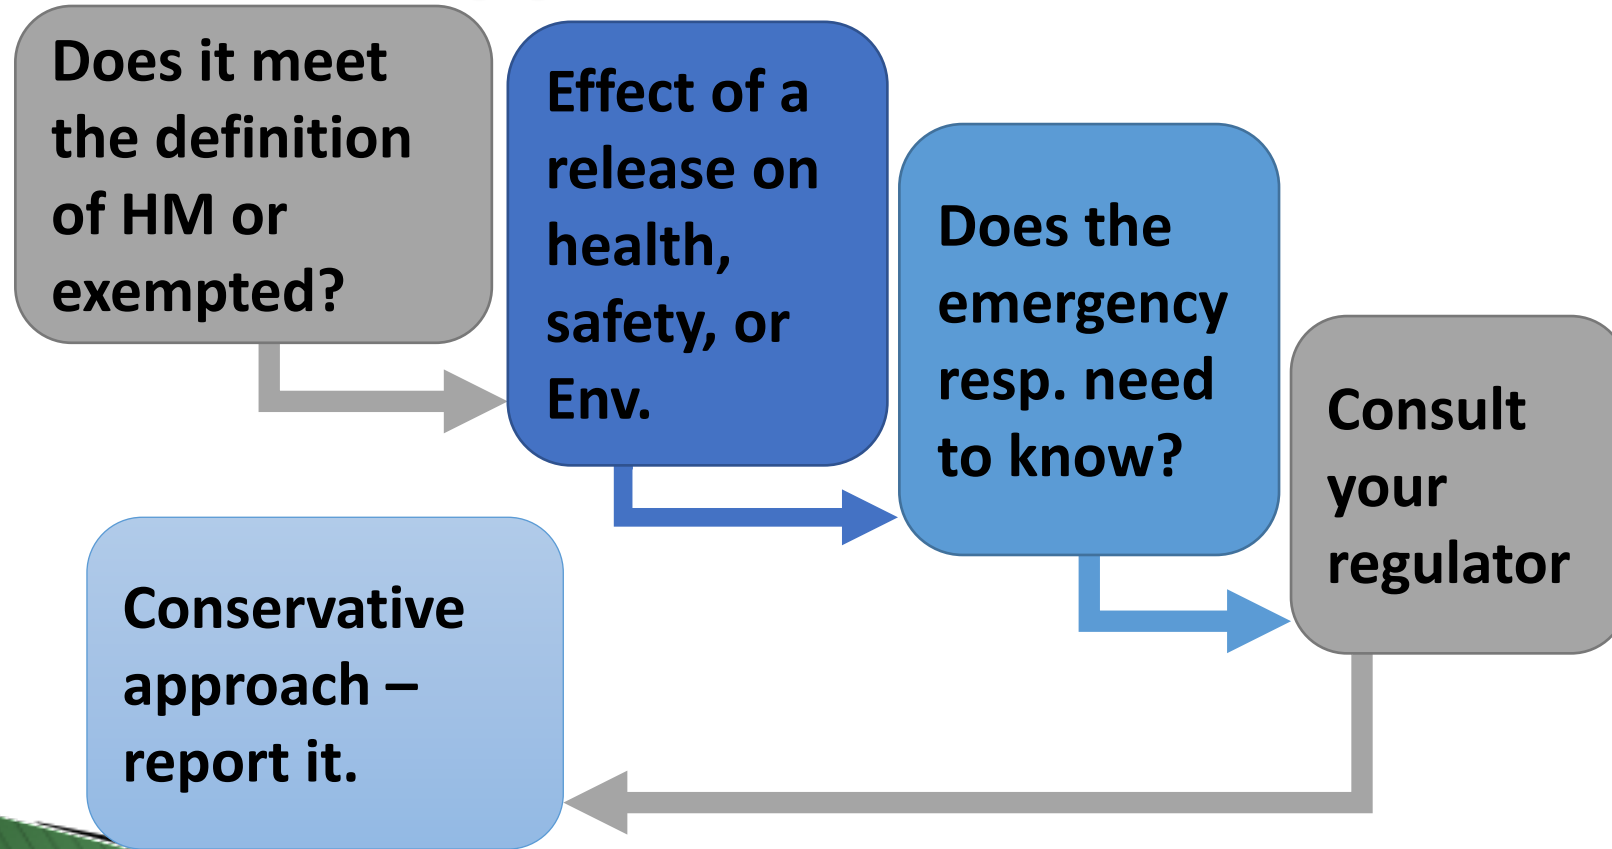 Does it meet
the definition
of HM or
exempted?
Effect of a
release on
health,
safety, or
Env.
Does the
emergency
resp. need
to know?
Consult
your
regulator
Conservative
approach –
report it.